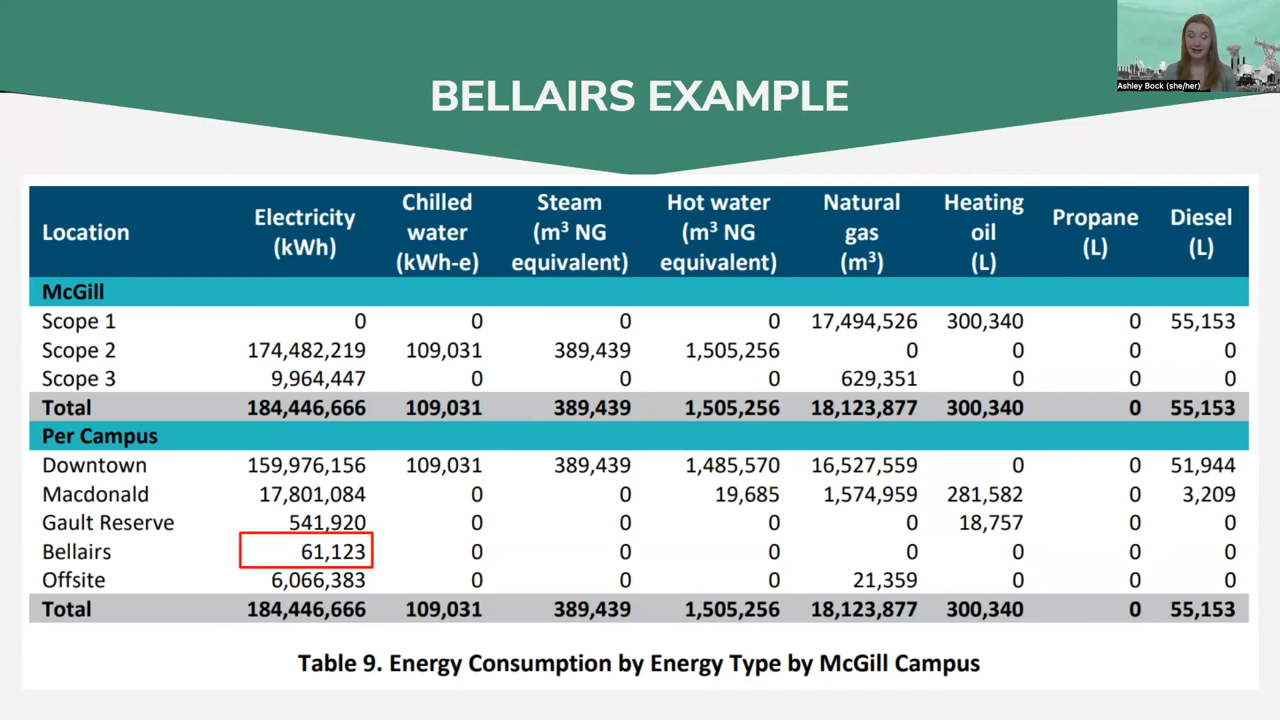 Ashley Bock (she/her)
BELLAIRS EXAMPLE
Location Electricity (kWh) Chilled water (kWh-e) Steam (m³ NG equivalent) Hot water (m³ NG equivalent) Natural gas (m³) Heating oil (L) Propane (L) Diesel (L)
McGill
Scope 1 0 0 0 0 17,494,526 300,340 0 55,153
Scope 2 174,482,219 109,031 389,439 1,505,256 0 0 0 0
Scope 3 9,964,447 0 0 0 629,351 0 0 0
Total 184,446,666 109,031 389,439 1,505,256 18,123,877 300,340 0 55,153
Per Campus
Downtown 159,976,156 109,031 389,439 1,485,570 16,527,559 0 0 51,944
Macdonald 17,801,084 0 0 19,685 1,574,959 281,582 0 3,209
Gault Reserve 541,920 0 0 0 0 18,757 0 0
Bellairs 61,123 0 0 0 0 0 0 0
Offsite 6,066,383 0 0 0 21,359 0 0 0
Total 184,446,666 109,031 389,439 1,505,256 18,123,877 300,340 0 55,153
Table 9. Energy Consumption by Energy Type by McGill Campus